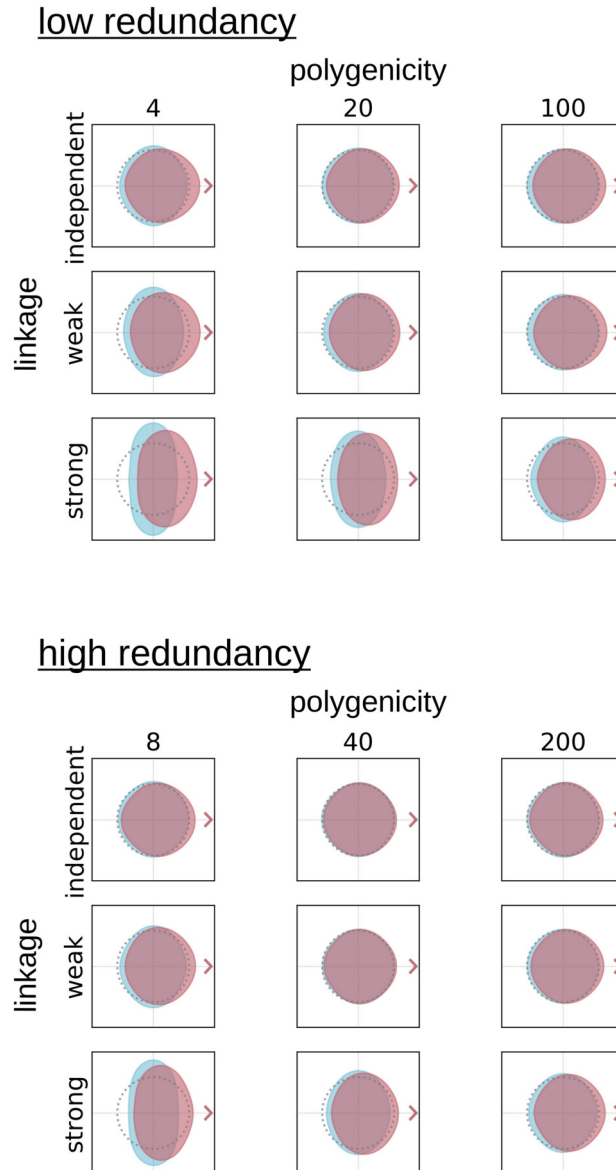 low redundancy
polygenicity
4 20 100
linkage
independent
weak
strong
high redundancy
polygenicity
8 40 200
linkage
independent
weak
strong